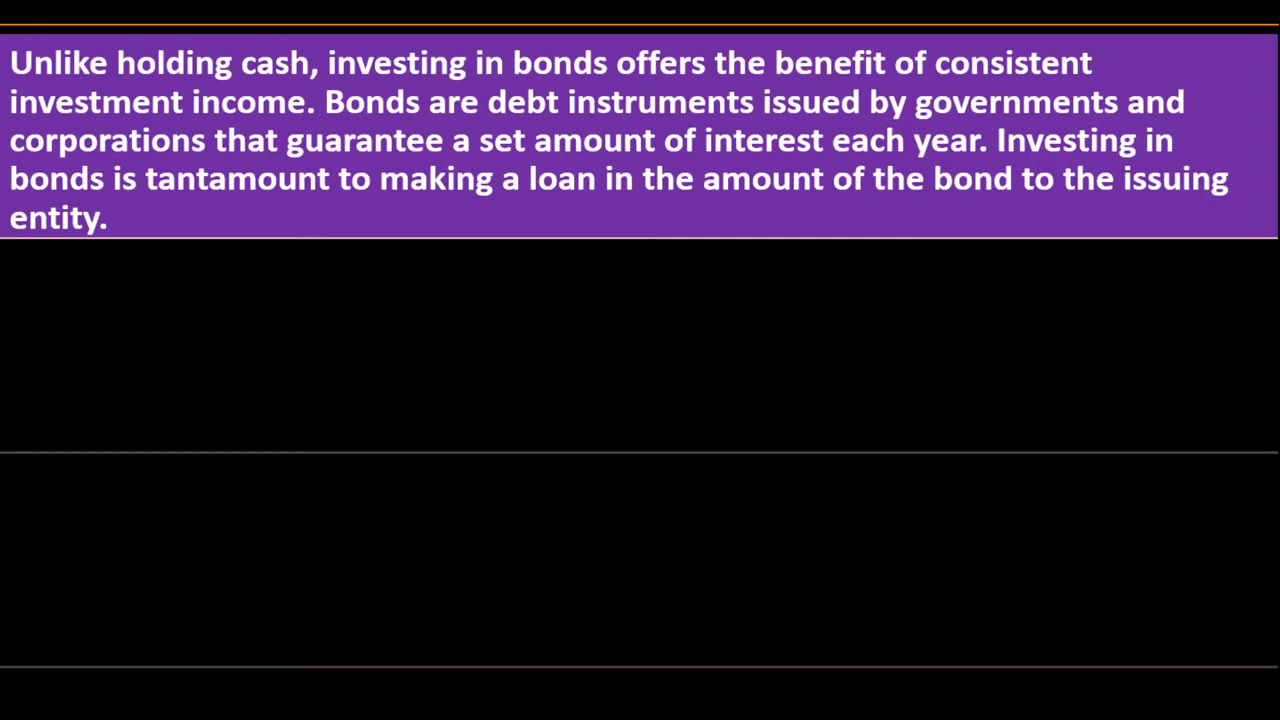 Unlike holding cash, investing in bonds offers the benefit of consistent
investment income. Bonds are debt instruments issued by governments and
corporations that guarantee a set amount of interest each year. Investing in
bonds is tantamount to making a loan in the amount of the bond to the issuing
entity.